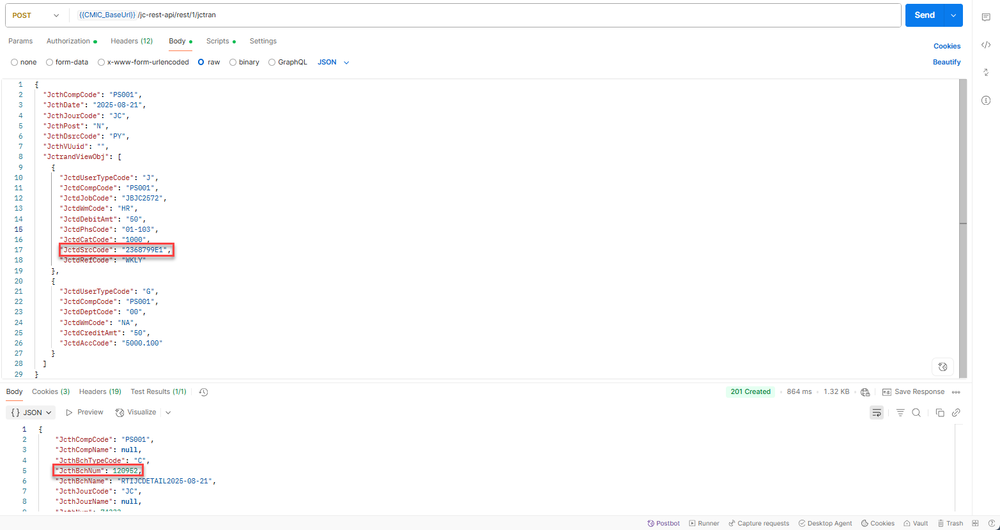 POST {{CMIC_BaseUrl}} /jc-rest-api/rest/1/jctran Send
Params Authorization Headers (12) Body Scripts Settings Cookies
none form-data x-www-form-urlencoded raw binary GraphQL JSON Beautify
1 {
2 "JcthCompCode": "PS001",
3 "JcthDate": "2025-08-21",
4 "JcthJourCode": "JC",
5 "JcthPost": "N",
6 "JcthDsrcCode": "PY",
7 "JcthVUuid": "",
8 "JctrandViewObj": [
9 {
10 "JctdUserTypeCode": "J",
11 "JctdCompCode": "PS001",
12 "JctdJobCode": "JBJC2572",
13 "JctdWmCode": "HR",
14 "JctdDebitAmt": "50",
15 "JctdPhsCode": "01-103",
16 "JctdCatCode": "1000",
17 "JctdSrcCode": "2368799E1",
18 "JctdRefCode": "WKLY"
19 },
20 {
21 "JctdUserTypeCode": "G",
22 "JctdCompCode": "PS001",
23 "JctdDeptCode": "00",
24 "JctdWmCode": "NA",
25 "JctdCreditAmt": "50",
26 "JctdAccCode": "5000.100"
27 }
28 ]
29 }
Body Cookies (3) Headers (19) Test Results (1/1) 201 Created • 864 ms • 1.32 KB • Save Response
{} JSON Preview Visualize
1 {
2 "JcthCompCode": "PS001",
3 "JcthCompName": null,
4 "JcthBchTypeCode": "C",
5 "JcthBchNum": 120952,
6 "JcthBchName": "RTIJCDETAIL2025-08-21",
7 "JcthJourCode": "JC",
8 "JcthJourName": null,
Postbot Runner Capture requests Desktop Agent Cookies Vault Trash